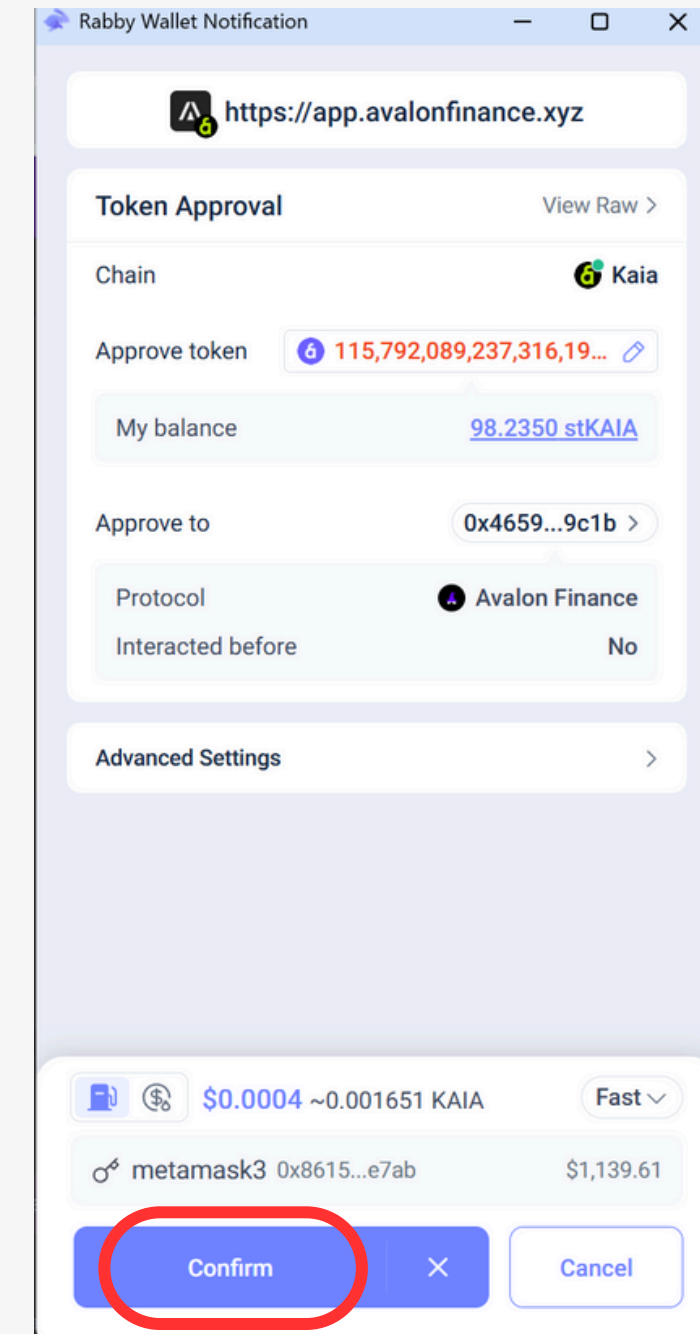 Rabby Wallet Notification
https://app.avalonfinance.xyz
Token Approval View Raw >
Chain Kaia
Approve token 115,792,089,237,316,19...
My balance 98.2350 stKAIA
Approve to 0x4659...9c1b >
Protocol Avalon Finance
Interacted before No
Advanced Settings >
$0.0004 ~0.001651 KAIA Fast
metamask3 0x8615...e7ab $1,139.61
Confirm Cancel